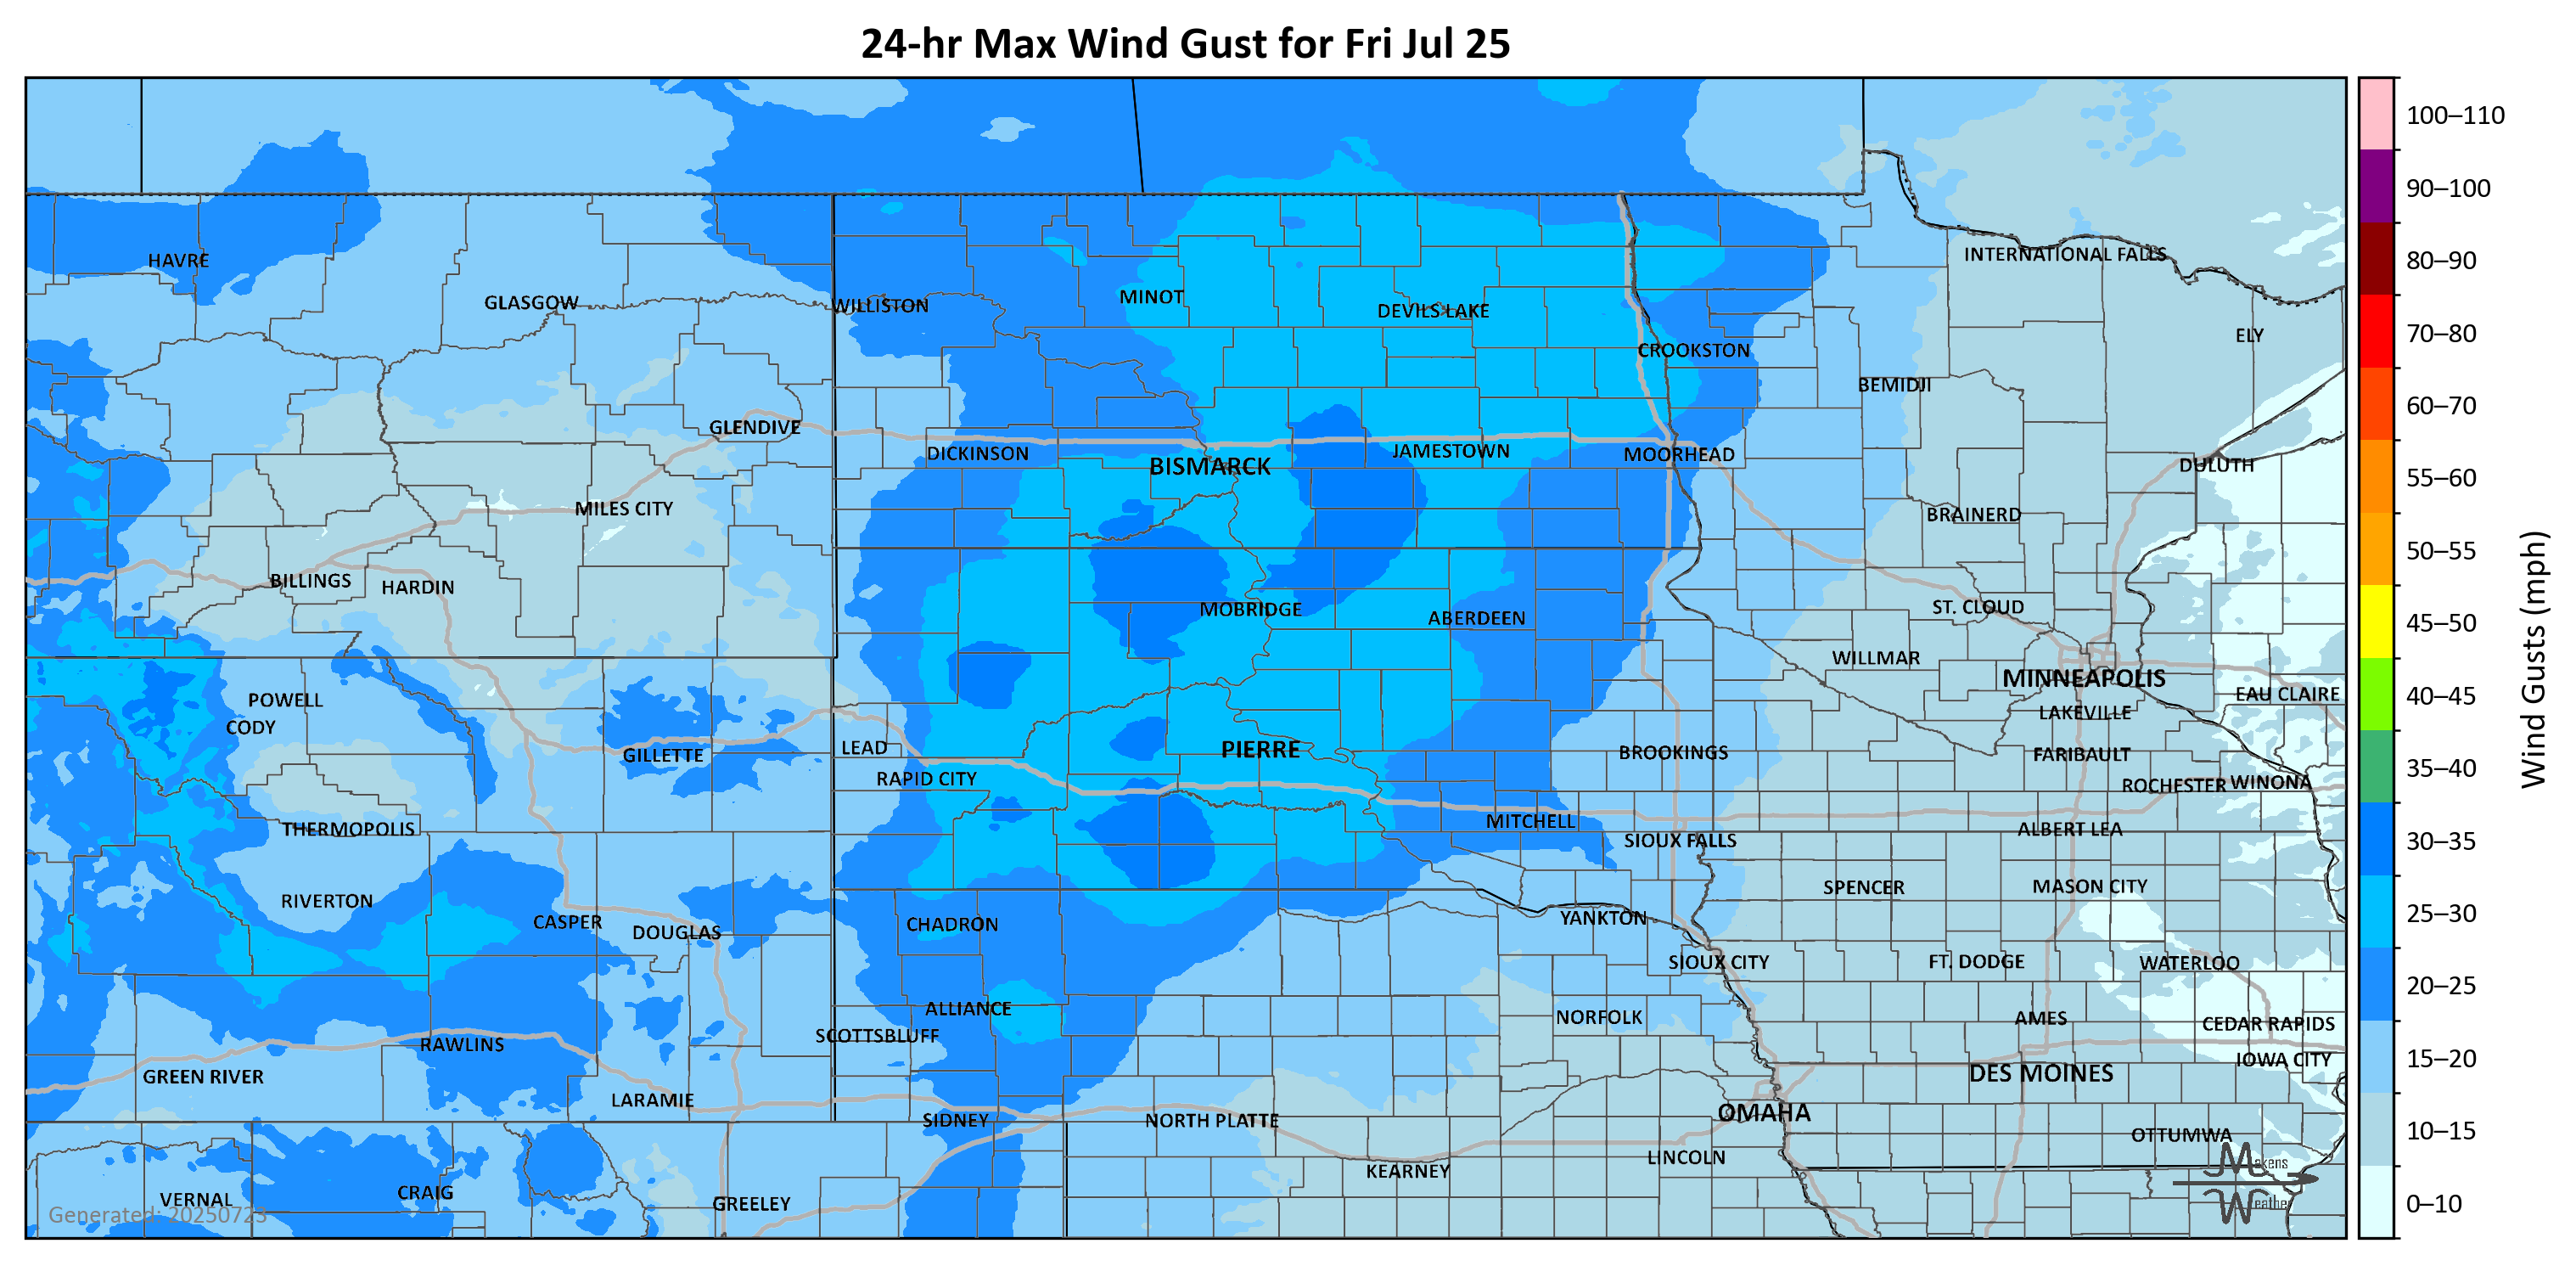 24-hr Max Wind Gust for Fri Jul 25
HAVRE
GLASGOW
WILLISTON
MINOT
DEVILS LAKE
INTERNATIONAL FALLS
ELY
CROOKSTON
BEMIDJI
GLENDIVE
DICKINSON
BISMARCK
JAMESTOWN
MOORHEAD
DULUTH
MILES CITY
BRAINERD
BILLINGS
HARDIN
MOBRIDGE
ABERDEEN
ST. CLOUD
WILLMAR
MINNEAPOLIS
EAU CLAIRE
POWELL
CODY
LAKEVILLE
GILLETTE
LEAD
PIERRE
BROOKINGS
FARIBAULT
RAPID CITY
ROCHESTER
WINONA
THERMOPOLIS
MITCHELL
SIOUX FALLS
ALBERT LEA
SPENCER
MASON CITY
RIVERTON
CASPER
DOUGLAS
CHADRON
YANKTON
SIOUX CITY
FT. DODGE
WATERLOO
ALLIANCE
NORFOLK
AMES
CEDAR RAPIDS
SCOTTSBLUFF
RAWLINS
IOWA CITY
GREEN RIVER
DES MOINES
LARAMIE
SIDNEY
NORTH PLATTE
OMAHA
OTTUMWA
KEARNEY
LINCOLN
VERNAL
CRAIG
GREELEY
Generated: 20250723
Makens
Weather
100–110
90–100
80–90
70–80
60–70
55–60
50–55
45–50
40–45
35–40
30–35
25–30
20–25
15–20
10–15
0–10
Wind Gusts (mph)